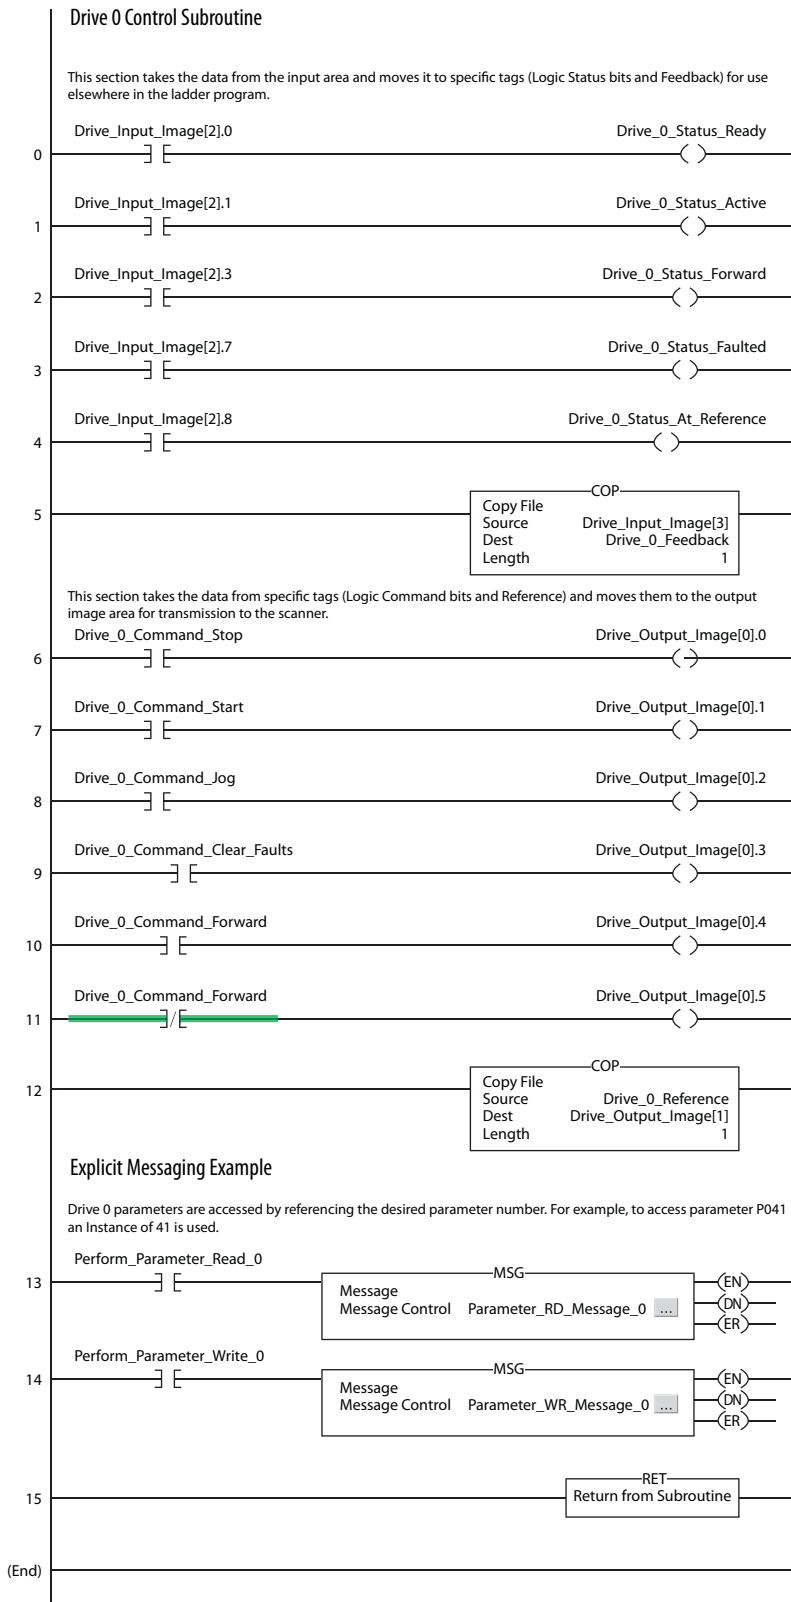 Drive 0 Control Subroutine
This section takes the data from the input area and moves it to specific tags (Logic Status bits and Feedback) for use
elsewhere in the ladder program.
Drive_Input_Image[2].0 Drive_0_Status_Ready
0
Drive_Input_Image[2].1 Drive_0_Status_Active
1
Drive_Input_Image[2].3 Drive_0_Status_Forward
2
Drive_Input_Image[2].7 Drive_0_Status_Faulted
3
Drive_Input_Image[2].8 Drive_0_Status_At_Reference
4
COP
5
Copy File
Source Drive_Input_Image[3]
Dest Drive_0_Feedback
Length 1
This section takes the data from specific tags (Logic Command bits and Reference) and moves them to the output
image area for transmission to the scanner.
Drive_0_Command_Stop Drive_Output_Image[0].0
6
Drive_0_Command_Start Drive_Output_Image[0].1
7
Drive_0_Command_Jog Drive_Output_Image[0].2
8
Drive_0_Command_Clear_Faults Drive_Output_Image[0].3
9
Drive_0_Command_Forward Drive_Output_Image[0].4
10
Drive_0_Command_Forward Drive_Output_Image[0].5
11
COP
12
Copy File
Source Drive_0_Reference
Dest Drive_Output_Image[1]
Length 1
Explicit Messaging Example
Drive 0 parameters are accessed by referencing the desired parameter number. For example, to access parameter P041
an Instance of 41 is used.
Perform_Parameter_Read_0
13
MSG
Message
Message Control Parameter_RD_Message_0 ...
EN
DN
ER
Perform_Parameter_Write_0
14
MSG
Message
Message Control Parameter_WR_Message_0 ...
EN
DN
ER
RET
15
Return from Subroutine
(End)